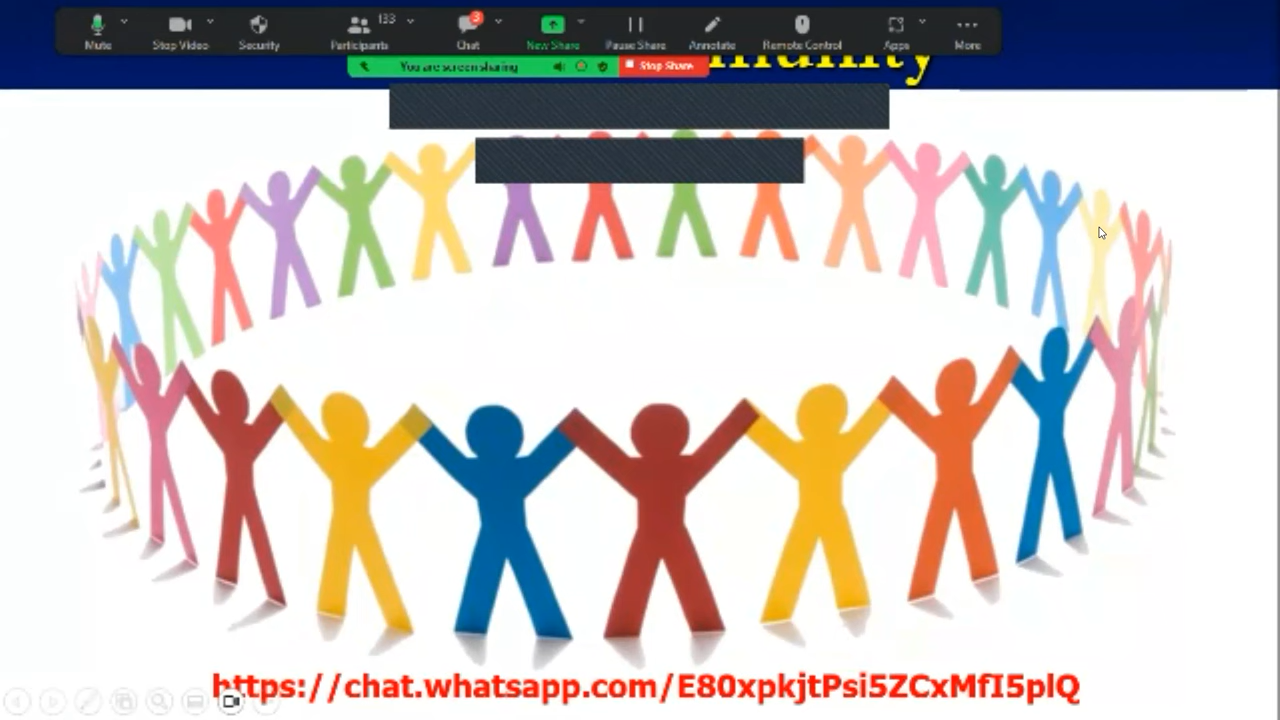 Mute
Stop Video
Security
Participants
133
Chat
3
New Share
Pause Share
Annotate
Remote Control
Apps
More
You are screen sharing
Stop Share
https://chat.whatsapp.com/E80xpkjtPsi5ZCxMfI5plQ